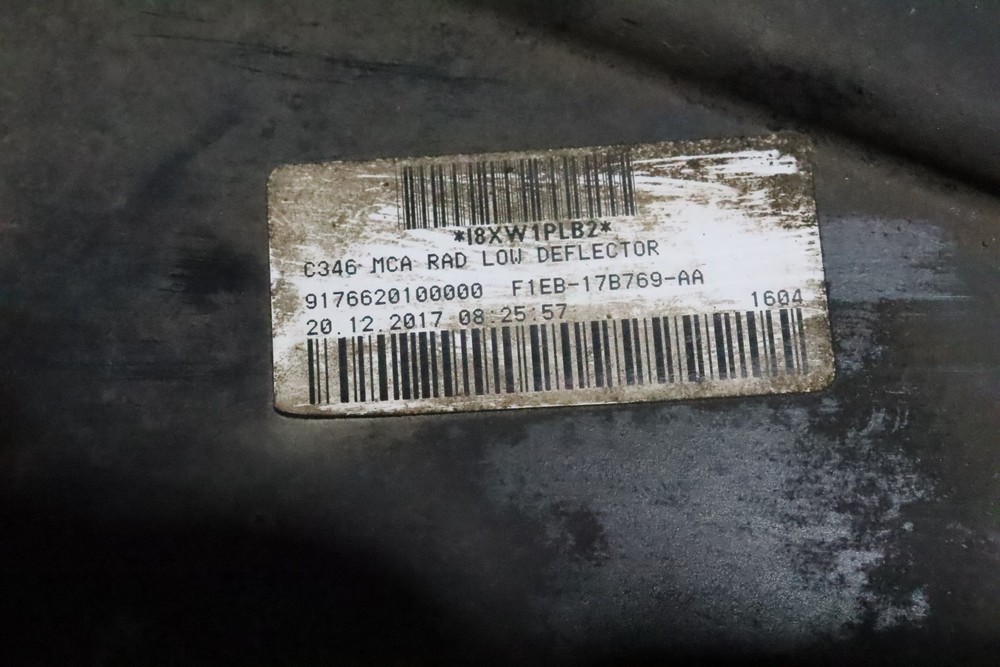 *I8XW1PLB2*
C346 MCA RAD LOW DEFLECTOR
9176620100000 F1EB-17B769-AA
20.12.2017 08:25:57 1604